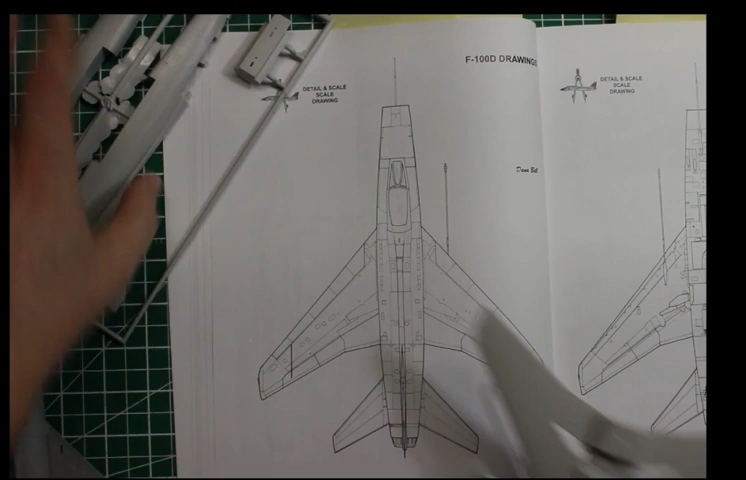 F-100D DRAWINGS
DETAIL & SCALE
SCALE
DRAWING
DETAIL & SCALE
SCALE
DRAWING